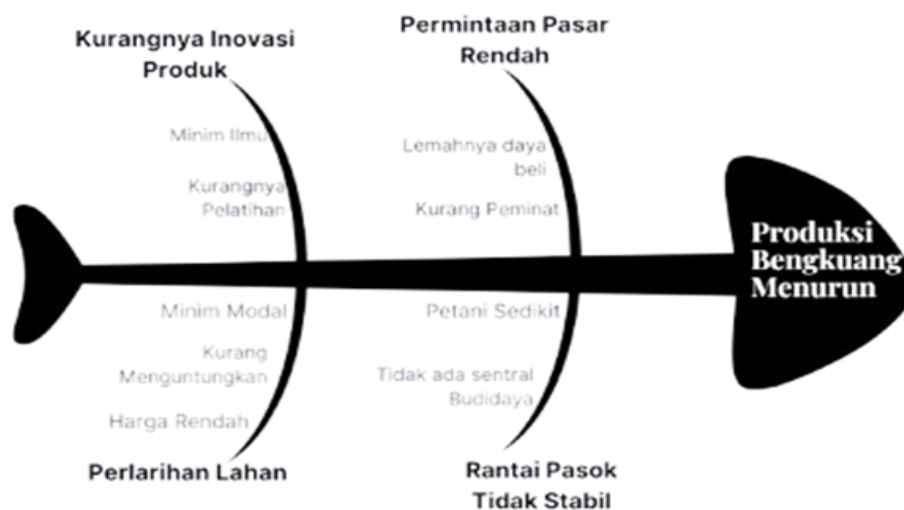 Kurangnya Inovasi
Produk
Minim Ilmu
Kurangnya
Pelatihan
Permintaan Pasar
Rendah
Lemahnya daya
beli
Kurang Peminat
Minim Modal
Kurang
Menguntungkan
Harga Rendah
Perlarihan Lahan
Petani Sedikit
Tidak ada sentral
Budidaya
Rantai Pasok
Tidak Stabil
Produksi
Bengkuang
Menurun